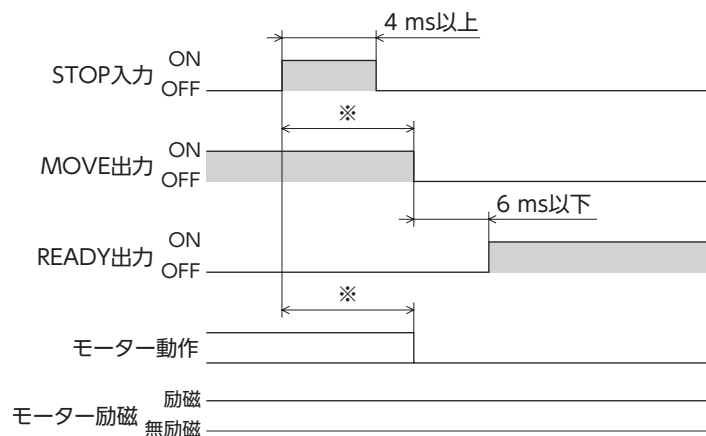 4 ms以上
STOP入力
ON
OFF
※
MOVE出力
ON
OFF
6 ms以下
READY出力
ON
OFF
※
モーター動作
モーター励磁
励磁
無励磁